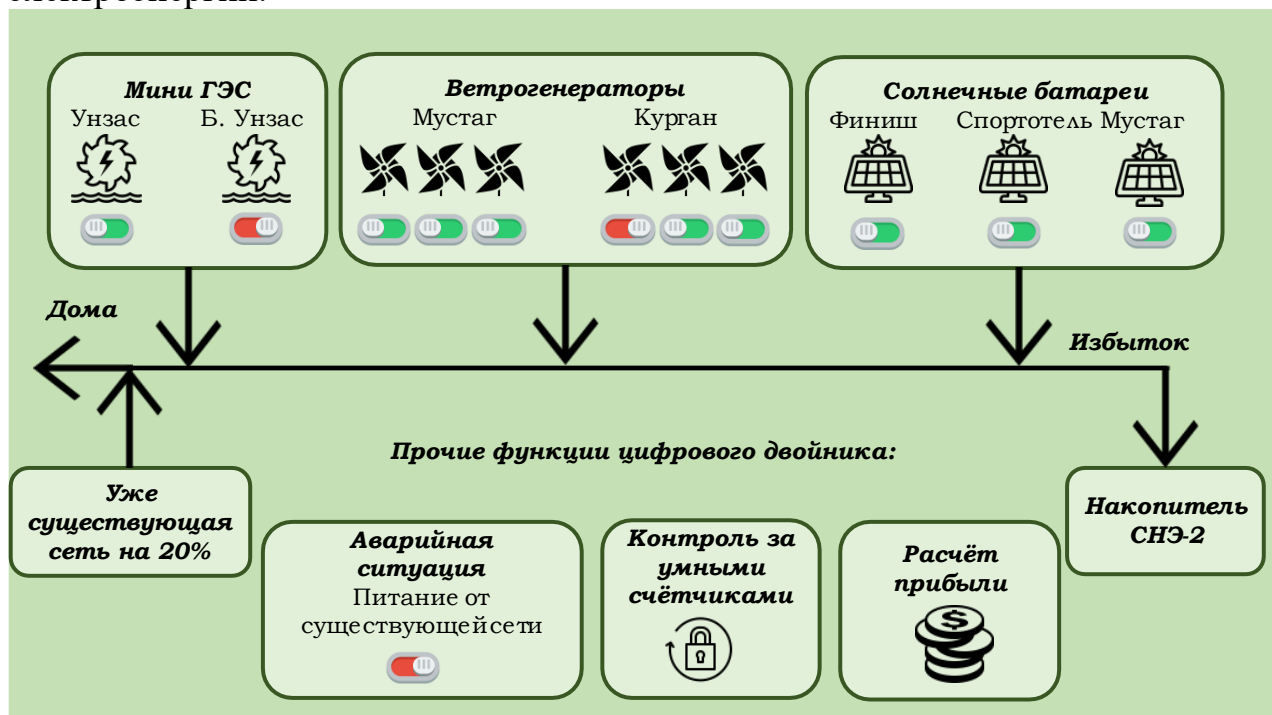 Мини ГЭС
Унзас Б. Унзас
Ветрогенераторы
Мустаг Курган
Солнечные батареи
Финиш Спортотель Мустаг
Дома
Избыток
Прочие функции цифрового двойника:
Уже
существующая
сеть на 20%
Аварийная
ситуация
Питание от
существующей сети
Контроль за
умными
счётчиками
Расчёт
прибыли
Накопитель
СНЭ-2